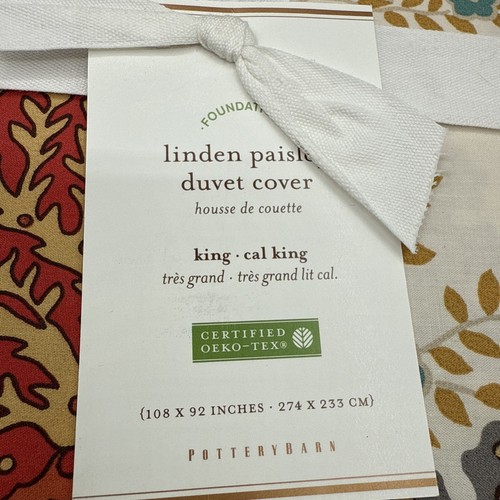 ·FOUNDATI
linden paisle
duvet cover
housse de couette
king · cal king
très grand · très grand lit cal.
CERTIFIED
OEKO-TEX®
{108 X 92 INCHES · 274 X 233 CM}
POTTERYBARN